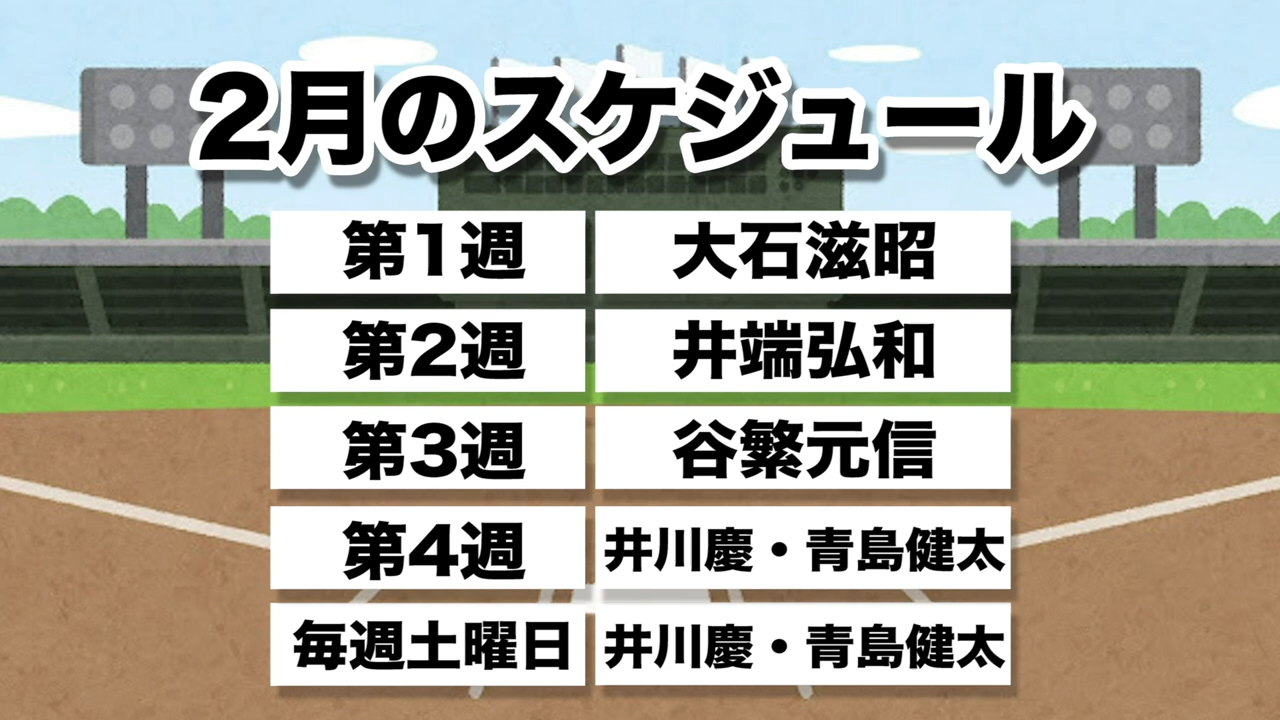 2月のスケジュール
第1週 大石滋昭
第2週 井端弘和
第3週 谷繁元信
第4週 井川慶・青島健太
毎週土曜日 井川慶・青島健太